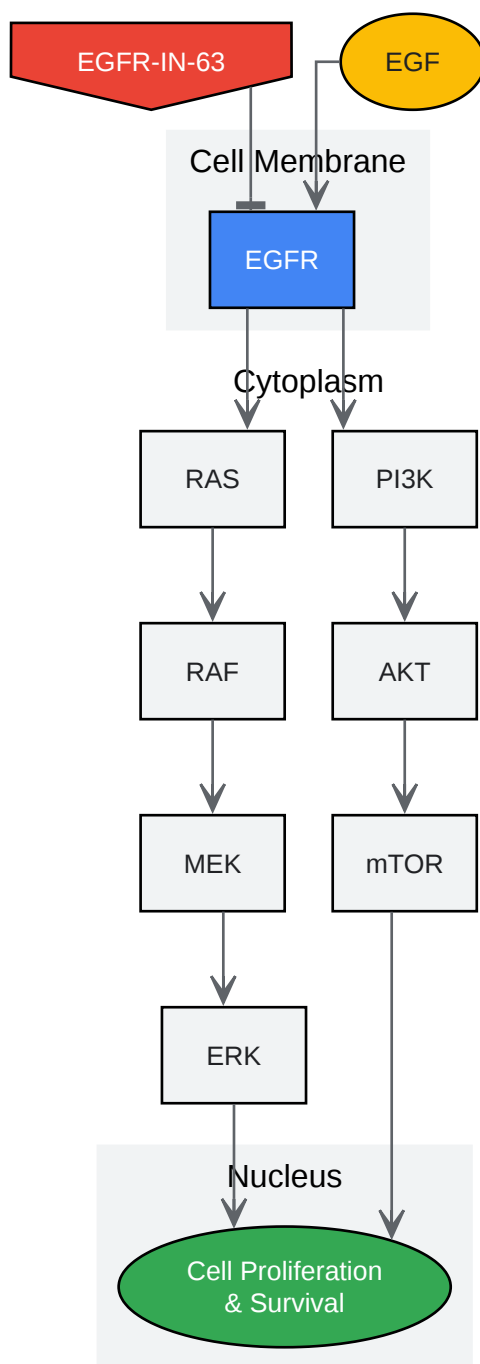 EGFR-IN-63
EGF
Cell Membrane
EGFR
Cytoplasm
RAS
PI3K
RAF
AKT
MEK
mTOR
ERK
Nucleus
Cell Proliferation
& Survival